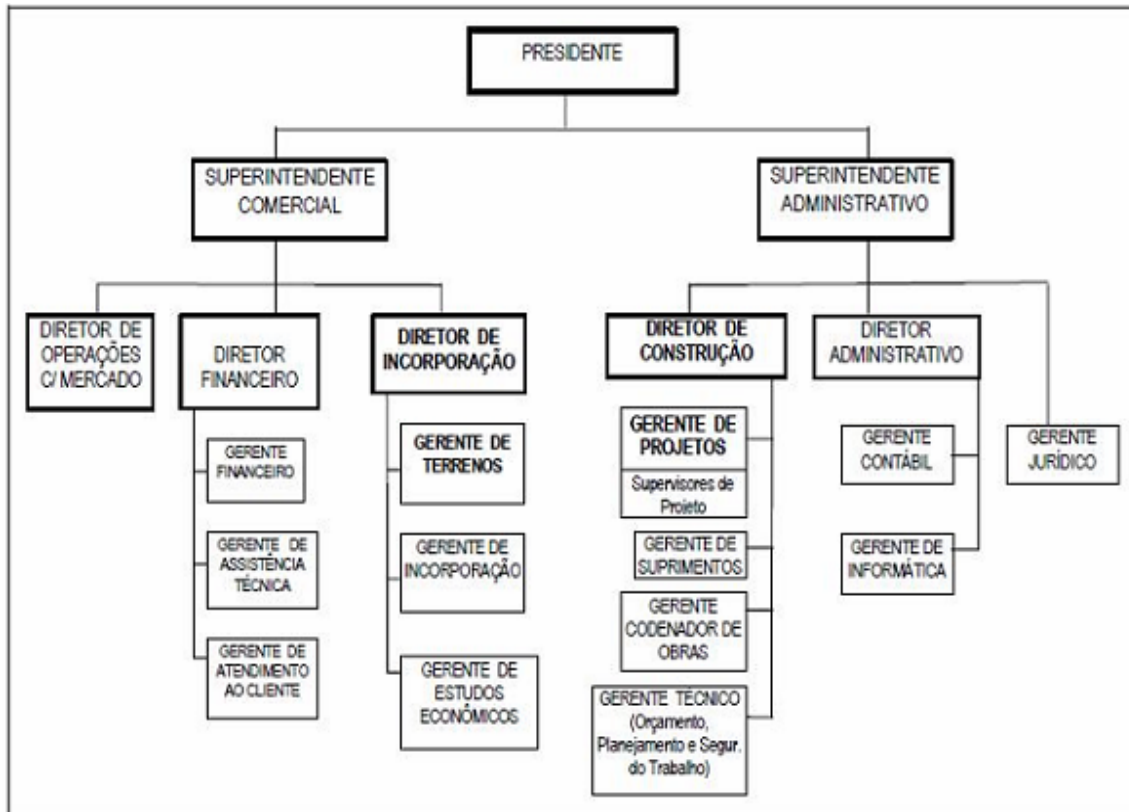 PRESIDENTE
SUPERINTENDENTE
COMERCIAL
SUPERINTENDENTE
ADMINISTRATIVO
DIRETOR DE
OPERAÇÕES
C/ MERCADO
DIRETOR
FINANCEIRO
DIRETOR DE
INCORPORAÇÃO
DIRETOR DE
CONSTRUÇÃO
DIRETOR
ADMINISTRATIVO
GERENTE
FINANCEIRO
GERENTE DE
ASSISTÊNCIA
TÉCNICA
GERENTE DE
ATENDIMENTO
AO CLIENTE
GERENTE DE
TERRENOS
GERENTE DE
INCORPORAÇÃO
GERENTE DE
ESTUDOS
ECONÔMICOS
GERENTE DE
PROJETOS
Supervisores de
Projeto
GERENTE DE
SUPRIMENTOS
GERENTE
CODENADOR DE
OBRAS
GERENTE TÉCNICO
(Orçamento,
Planejamento e Segur.
do Trabalho)
GERENTE
CONTÁBIL
GERENTE DE
INFORMÁTICA
GERENTE
JURÍDICO